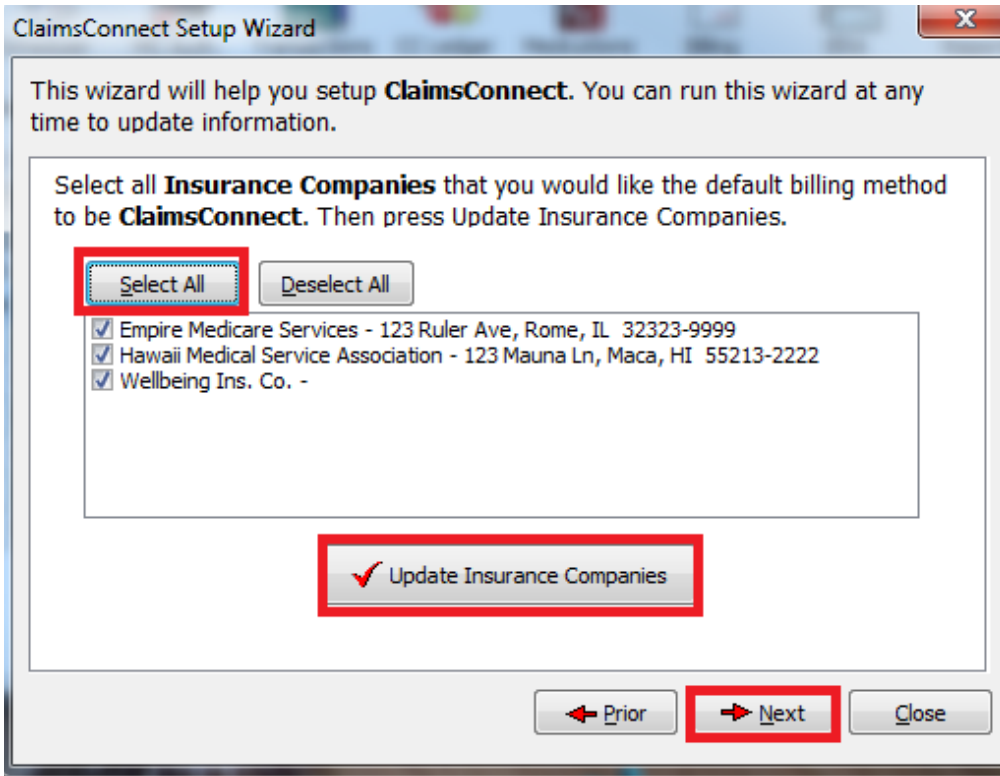 ClaimsConnect Setup Wizard
This wizard will help you setup ClaimsConnect. You can run this wizard at any
time to update information.
Select all Insurance Companies that you would like the default billing method
to be ClaimsConnect. Then press Update Insurance Companies.
Select All Deselect All
Empire Medicare Services - 123 Ruler Ave, Rome, IL 32323-9999
Hawaii Medical Service Association - 123 Mauna Ln, Maca, HI 55213-2222
Wellbeing Ins. Co. -
Update Insurance Companies
Prior Next Close